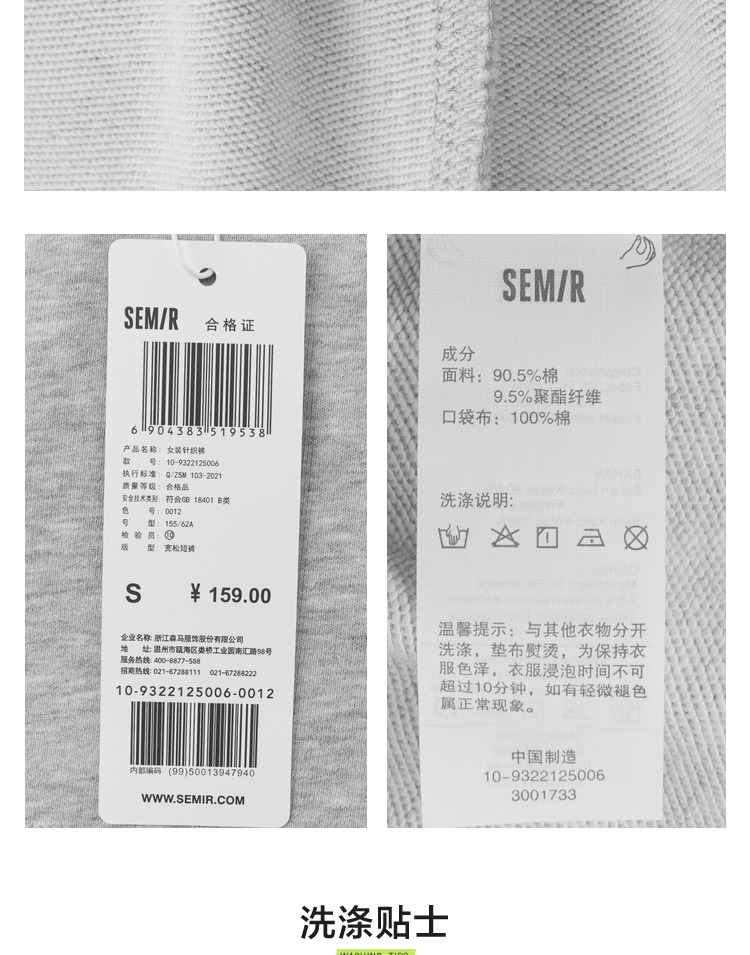 SEMIR 合格证
6 904383 519538
产品名称: 女装针织裤
款 号: 10-9322125006
执行标准: Q/ZSM 103-2021
质量等级: 合格品
安全技术类别: 符合GB 18401 B类
色 号: 0012
号 型: 155/62A
检 验 员: ⑩
版 型: 宽松短裤
S ¥ 159.00
企业名称: 浙江森马服饰股份有限公司
地 址: 温州市瓯海区娄桥工业园南汇路98号
服务热线: 400-8877-588
招商热线: 021-67288111 021-67288222
10-9322125006-0012
内部编码 (99)50013947940
WWW.SEMIR.COM
SEMIR
成分
面料: 90.5%棉
9.5%聚酯纤维
口袋布: 100%棉
洗涤说明:
温馨提示: 与其他衣物分开
洗涤, 垫布熨烫, 为保持衣
服色泽, 衣服浸泡时间不可
超过10分钟, 如有轻微褪色
属正常现象。
中国制造
10-9322125006
3001733
洗涤贴士
WASHING TIPS